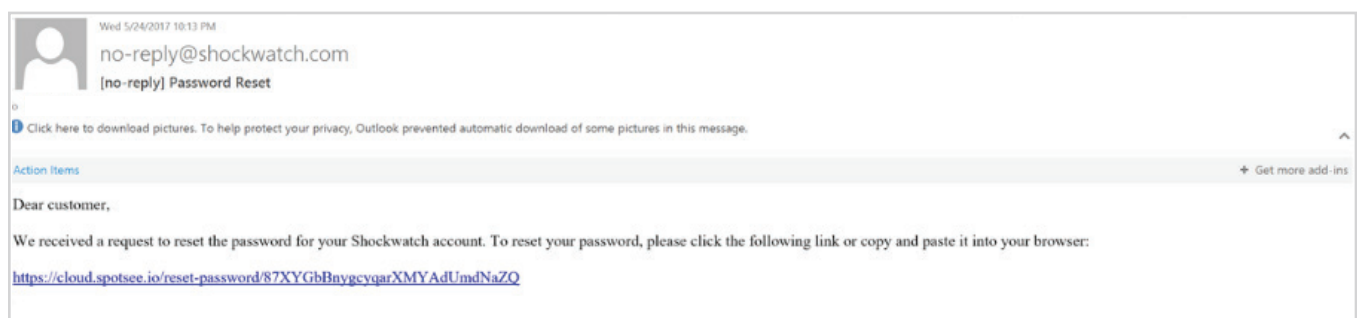 Wed 5/24/2017 10:13 PM
no-reply@shockwatch.com
[no-reply] Password Reset
Click here to download pictures. To help protect your privacy, Outlook prevented automatic download of some pictures in this message.
Action Items + Get more add-ins
Dear customer,
We received a request to reset the password for your Shockwatch account. To reset your password, please click the following link or copy and paste it into your browser:
https://cloud.spotsee.io/reset-password/87XYGbBnygcyqarXMYAdUmdNaZQ